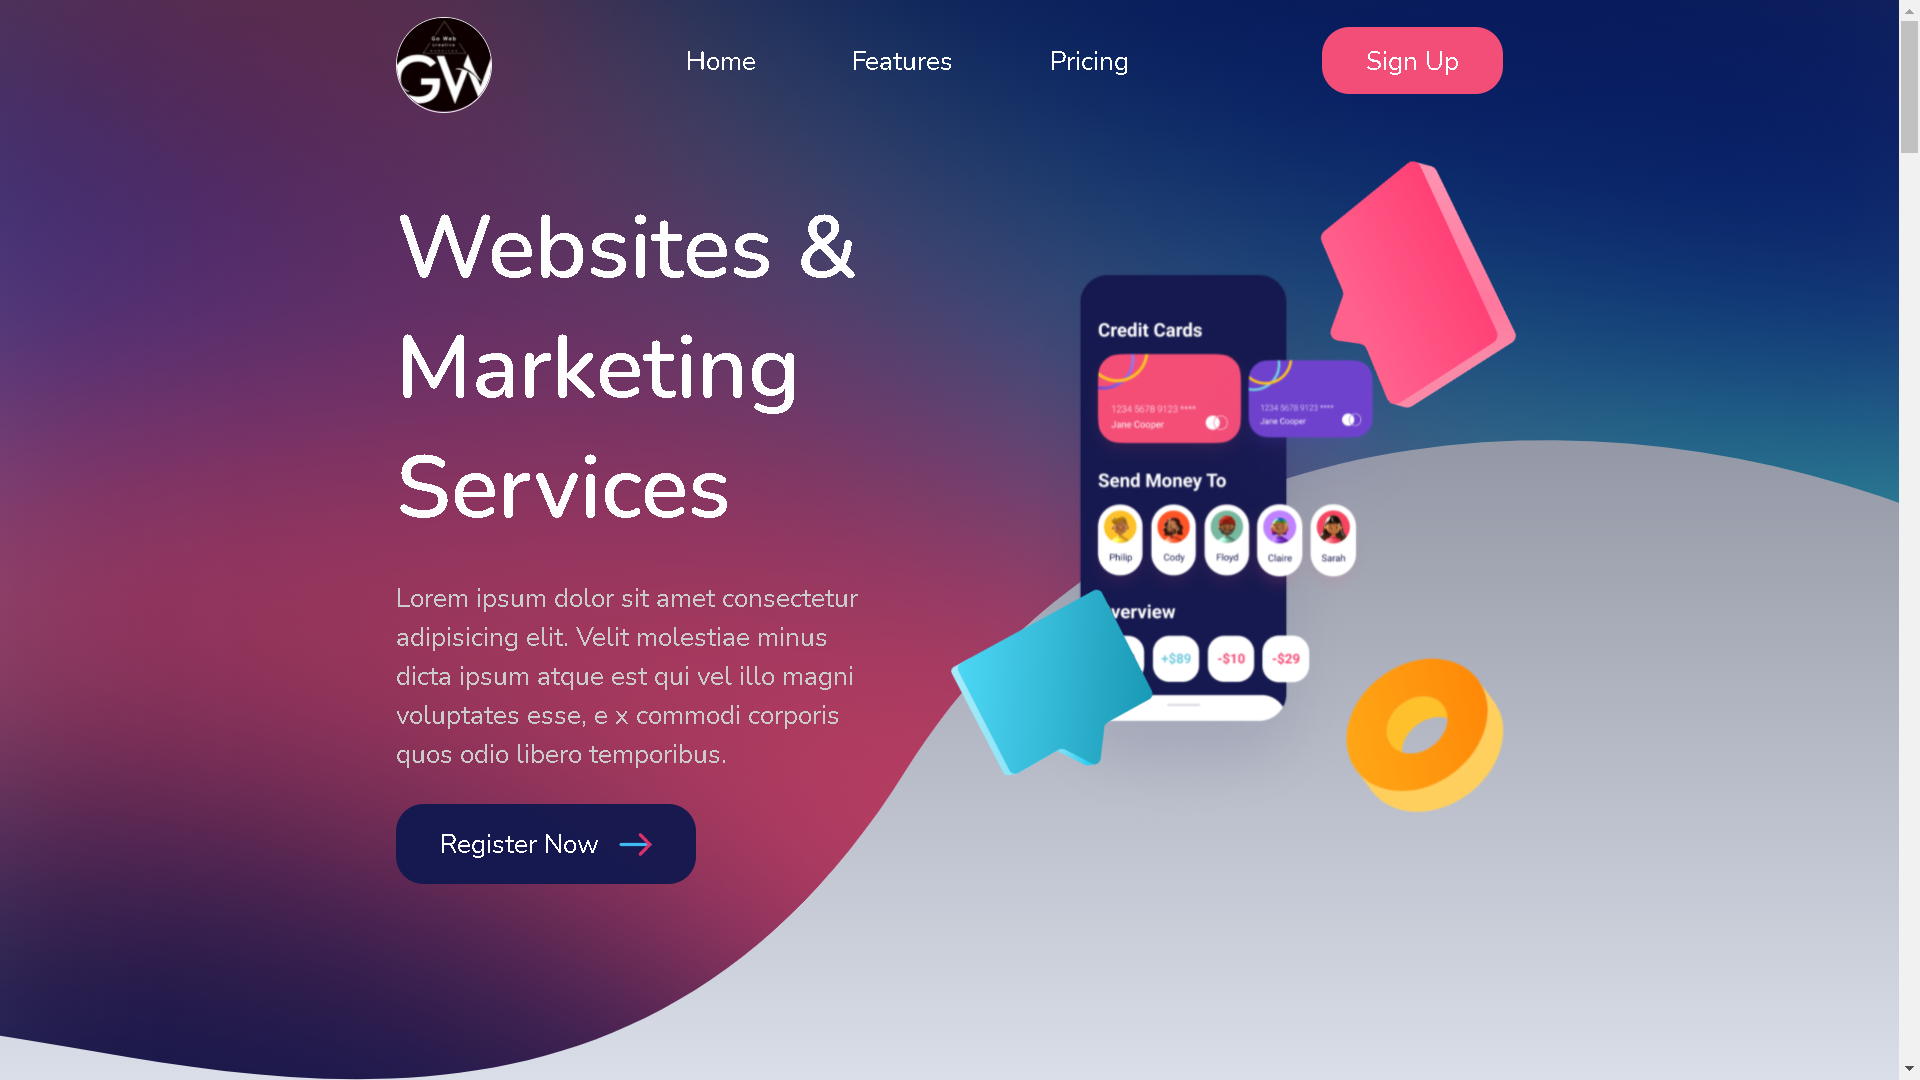 Go Web
GW
Home
Features
Pricing
Sign Up
Websites &
Marketing
Services
Lorem ipsum dolor sit amet consectetur
adipisicing elit. Velit molestiae minus
dicta ipsum atque est qui vel illo magni
voluptates esse, e x commodi corporis
quos odio libero temporibus.
Register Now
Credit Cards
1234 5678 9123 ****
Jane Cooper
1234 5678 9123 ****
Jane Cooper
Send Money To
Philip
Cody
Floyd
Claire
Sarah
verview
+$89
-$10
-$29